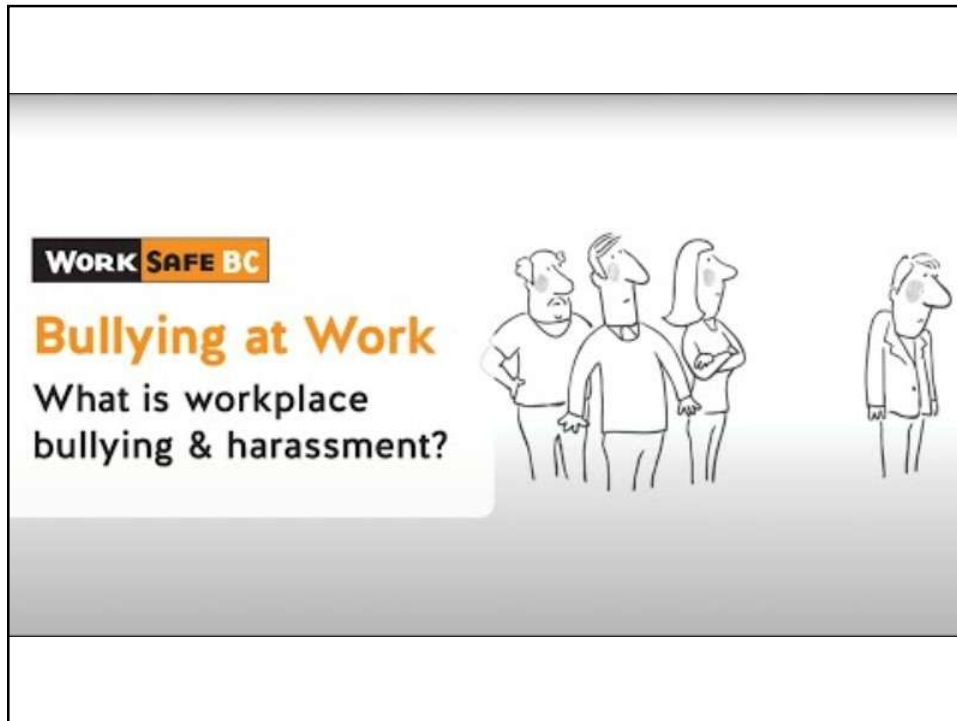 WORK SAFE BC
Bullying at Work
What is workplace
bullying & harassment?